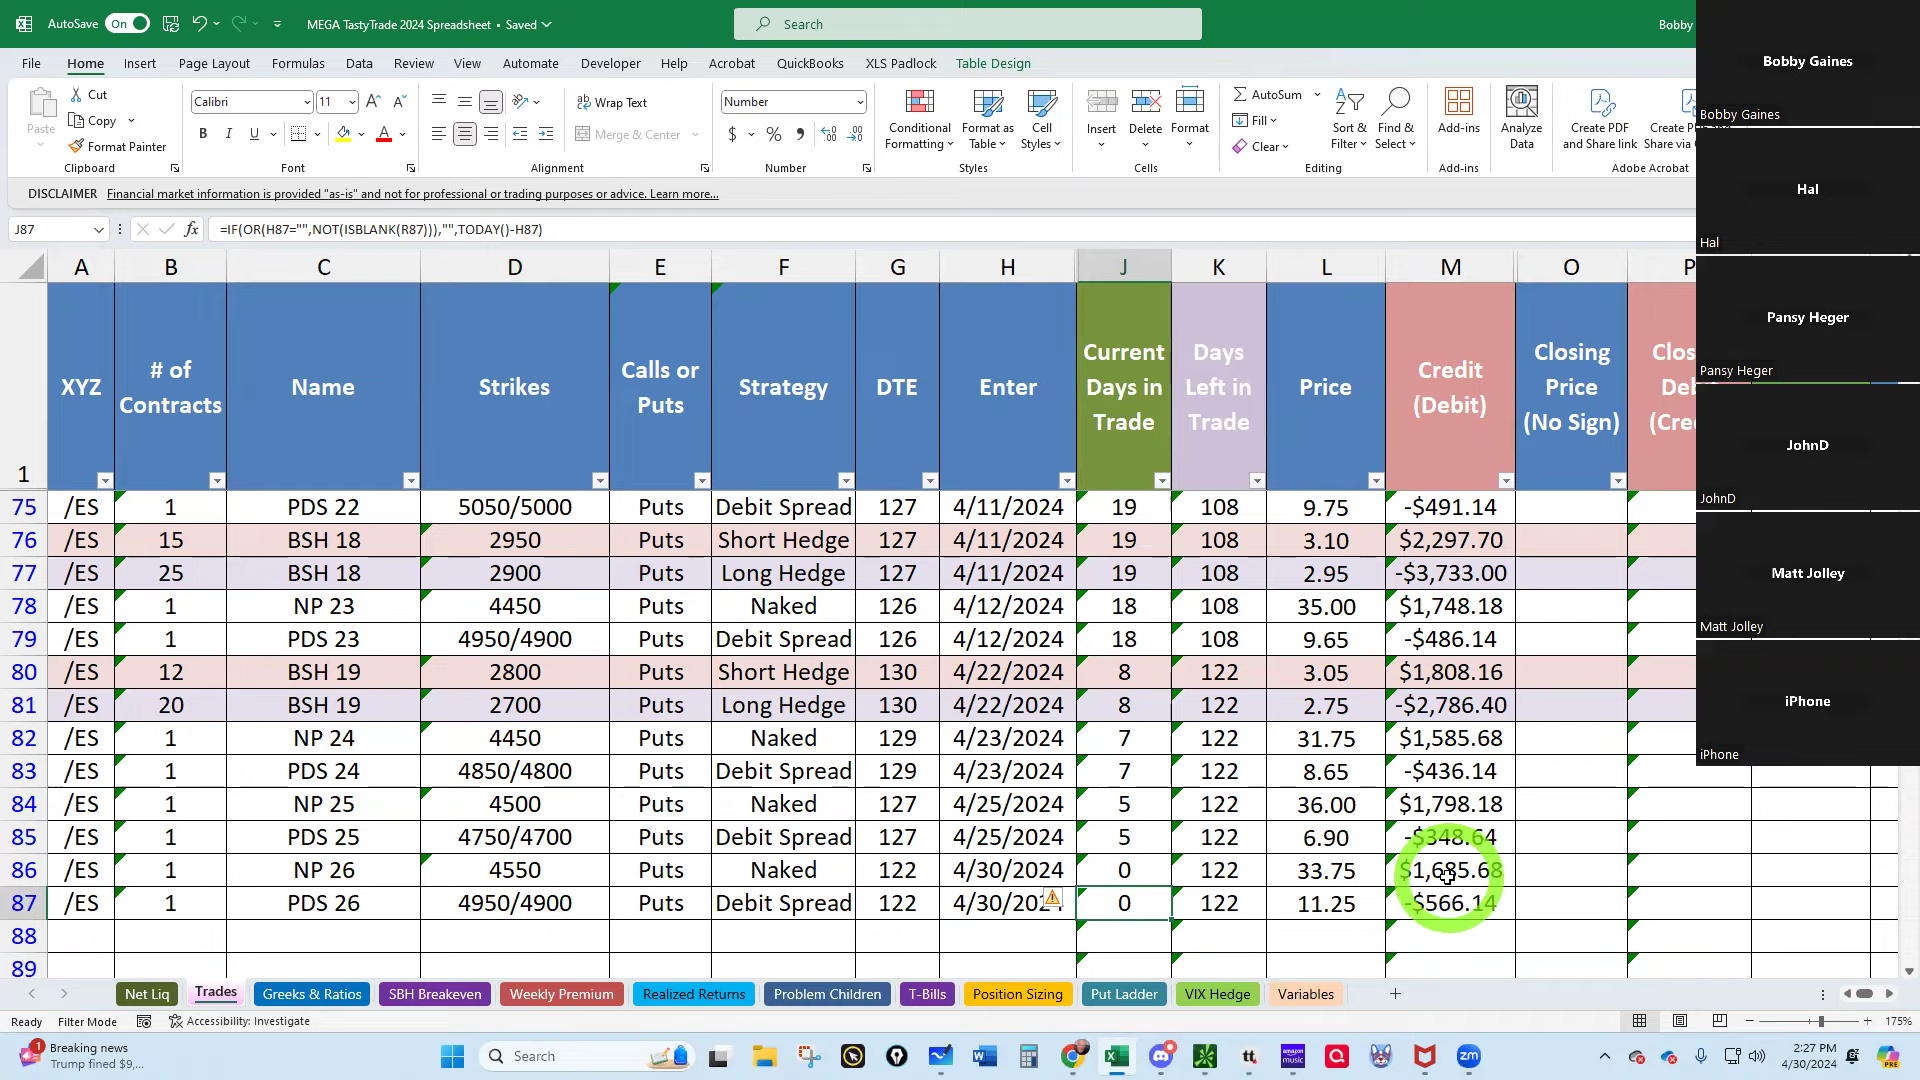 AutoSave On MEGA TastyTrade 2024 Spreadsheet • Saved Search Bobby
File Home Insert Page Layout Formulas Data Review View Automate Developer Help Acrobat QuickBooks XLS Padlock Table Design
Paste Cut Copy Format Painter
Calibri 11
B I U
Wrap Text
Merge & Center
Number
$ %
Conditional Formatting
Format as Table
Cell Styles
Insert Delete Format
AutoSum
Fill
Clear
Sort & Filter
Find & Select
Add-ins
Analyze Data
Create PDF and Share link
Clipboard Font Alignment Number Styles Cells Editing Add-ins Adobe Acrobat
DISCLAIMER Financial market information is provided "as-is" and not for professional or trading purposes or advice. Learn more...
J87 fx =IF(OR(H87="",NOT(ISBLANK(R87))),"",TODAY()-H87)
A B C D E F G H J K L M O P
1 XYZ # of Contracts Name Strikes Calls or Puts Strategy DTE Enter Current Days in Trade Days Left in Trade Price Credit (Debit) Closing Price (No Sign)
75 /ES 1 PDS 22 5050/5000 Puts Debit Spread 127 4/11/2024 19 108 9.75 -$491.14
76 /ES 15 BSH 18 2950 Puts Short Hedge 127 4/11/2024 19 108 3.10 $2,297.70
77 /ES 25 BSH 18 2900 Puts Long Hedge 127 4/11/2024 19 108 2.95 -$3,733.00
78 /ES 1 NP 23 4450 Puts Naked 126 4/12/2024 18 108 35.00 $1,748.18
79 /ES 1 PDS 23 4950/4900 Puts Debit Spread 126 4/12/2024 18 108 9.65 -$486.14
80 /ES 12 BSH 19 2800 Puts Short Hedge 130 4/22/2024 8 122 3.05 $1,808.16
81 /ES 20 BSH 19 2700 Puts Long Hedge 130 4/22/2024 8 122 2.75 -$2,786.40
82 /ES 1 NP 24 4450 Puts Naked 129 4/23/2024 7 122 31.75 $1,585.68
83 /ES 1 PDS 24 4850/4800 Puts Debit Spread 129 4/23/2024 7 122 8.65 -$436.14
84 /ES 1 NP 25 4500 Puts Naked 127 4/25/2024 5 122 36.00 $1,798.18
85 /ES 1 PDS 25 4750/4700 Puts Debit Spread 127 4/25/2024 5 122 6.90 -$348.64
86 /ES 1 NP 26 4550 Puts Naked 122 4/30/2024 0 122 33.75 $1,685.68
87 /ES 1 PDS 26 4950/4900 Puts Debit Spread 122 0 122 11.25 -$566.14
88
89
Bobby Gaines
Bobby Gaines
Hal
Hal
Pansy Heger
Pansy Heger
JohnD
JohnD
Matt Jolley
Matt Jolley
iPhone
iPhone
Net Liq Trades Greeks & Ratios SBH Breakeven Weekly Premium Realized Returns Problem Children T-Bills Position Sizing Put Ladder VIX Hedge Variables
Ready Filter Mode Accessibility: Investigate 175%
1 Breaking news
Trump fined $9,... Search 2:27 PM
4/30/2024